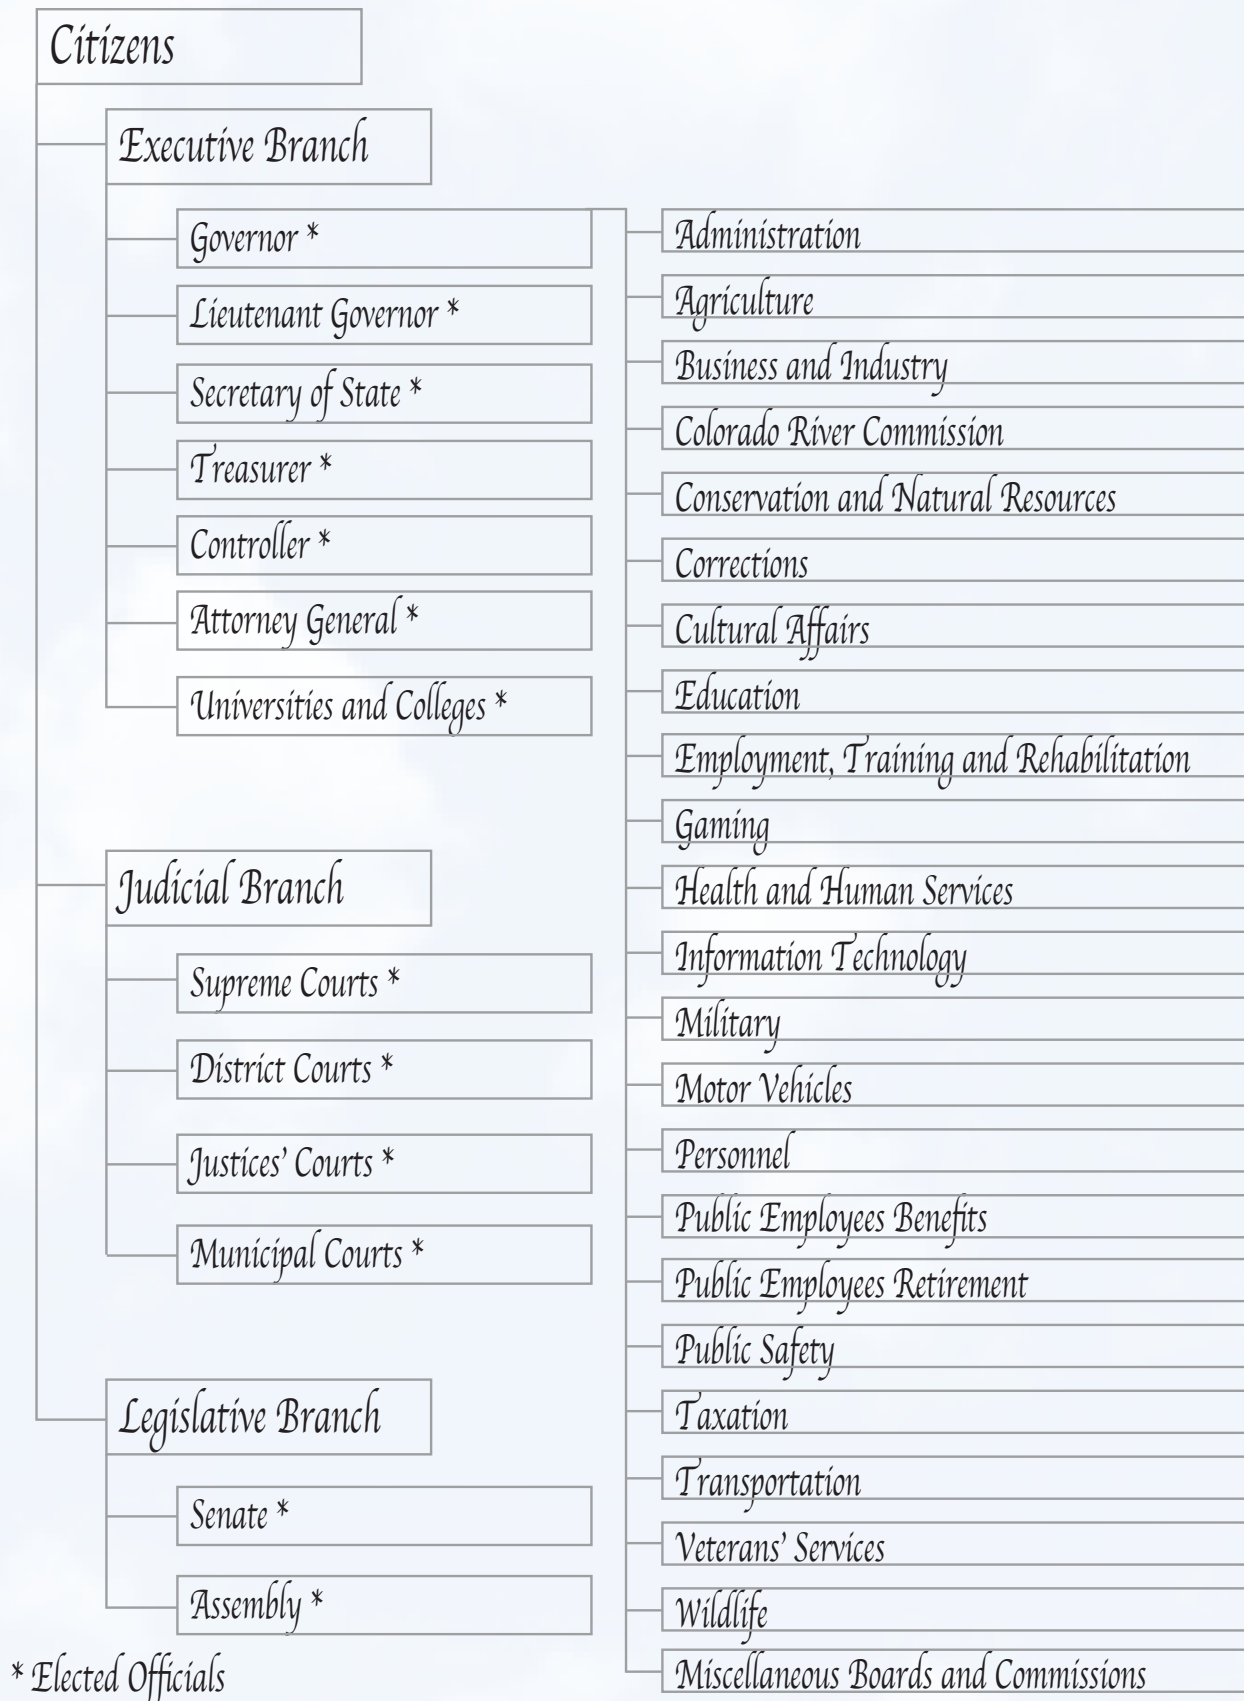 Citizens
Executive Branch
Governor *
Lieutenant Governor *
Secretary of State *
Treasurer *
Controller *
Attorney General *
Universities and Colleges *
Judicial Branch
Supreme Courts *
District Courts *
Justices’ Courts *
Municipal Courts *
Legislative Branch
Senate *
Assembly *
* Elected Officials
Administration
Agriculture
Business and Industry
Colorado River Commission
Conservation and Natural Resources
Corrections
Cultural Affairs
Education
Employment, Training and Rehabilitation
Gaming
Health and Human Services
Information Technology
Military
Motor Vehicles
Personnel
Public Employees Benefits
Public Employees Retirement
Public Safety
Taxation
Transportation
Veterans’ Services
Wildlife
Miscellaneous Boards and Commissions